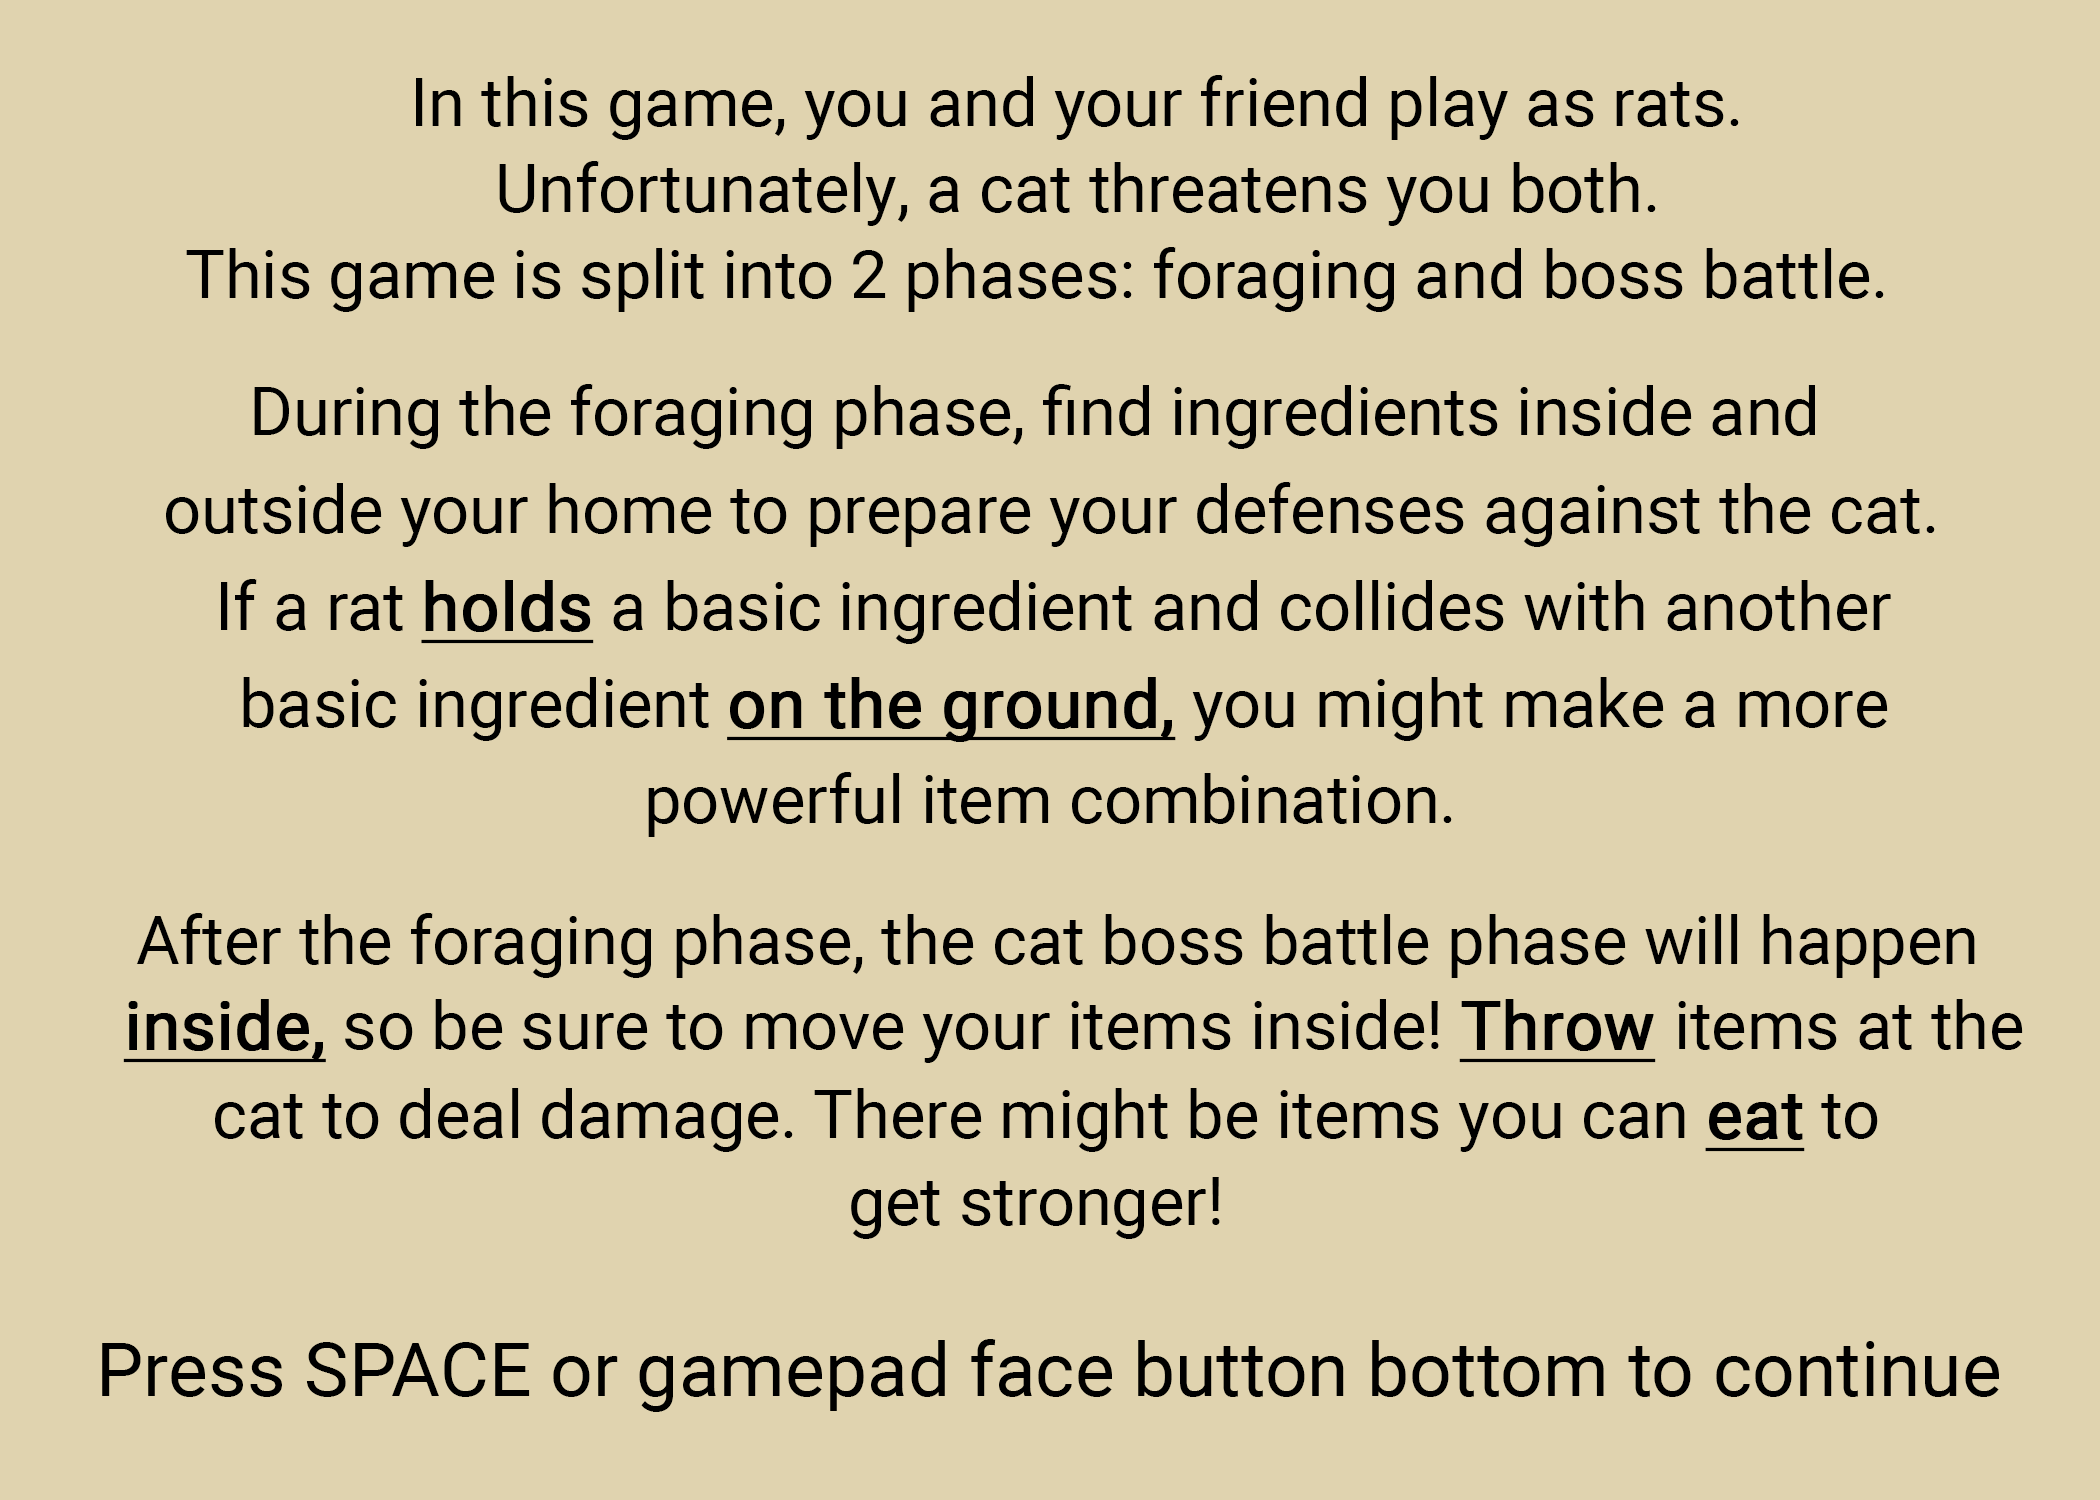 In this game, you and your friend play as rats.
Unfortunately, a cat threatens you both.
This game is split into 2 phases: foraging and boss battle.
During the foraging phase, find ingredients inside and
outside your home to prepare your defenses against the cat.
If a rat holds a basic ingredient and collides with another
basic ingredient on the ground, you might make a more
powerful item combination.
After the foraging phase, the cat boss battle phase will happen
inside, so be sure to move your items inside! Throw items at the
cat to deal damage. There might be items you can eat to
get stronger!
Press SPACE or gamepad face button bottom to continue